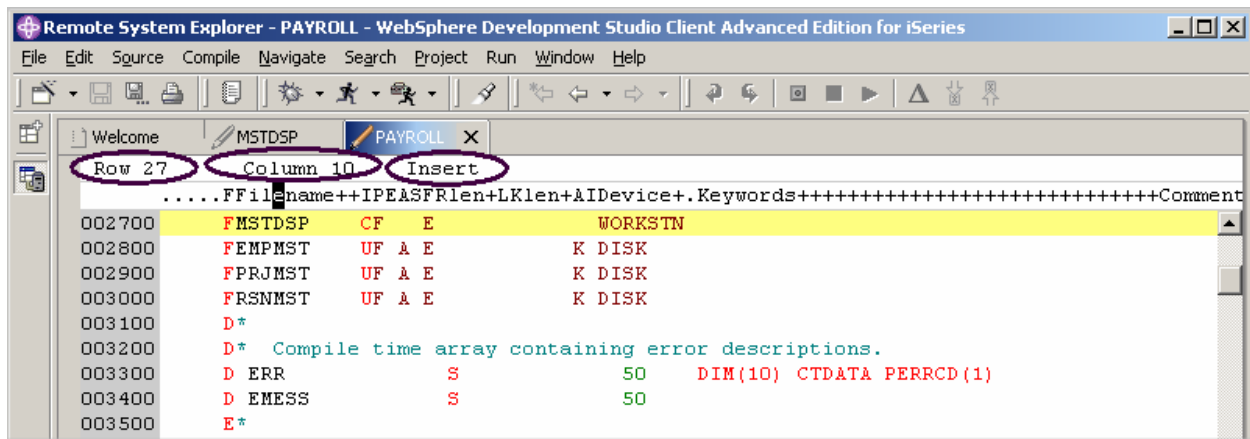 Remote System Explorer - PAYROLL - WebSphere Development Studio Client Advanced Edition for iSeries
File Edit Source Compile Navigate Search Project Run Window Help
Welcome MSTDSP PAYROLL
Row 27 Column 10 Insert
.....FFilename++IPEASFRlen+LKlen+AIDevice+.Keywords+++++++++++++++++++++++++++++Comment
002700 FMSTDSP CF E WORKSTN
002800 FEMPMST UF A E K DISK
002900 FPRJMST UF A E K DISK
003000 FRSNMST UF A E K DISK
003100 D*
003200 D* Compile time array containing error descriptions.
003300 D ERR S 50 DIM(10) CTDATA PERRCD(1)
003400 D EMESS S 50
003500 E*